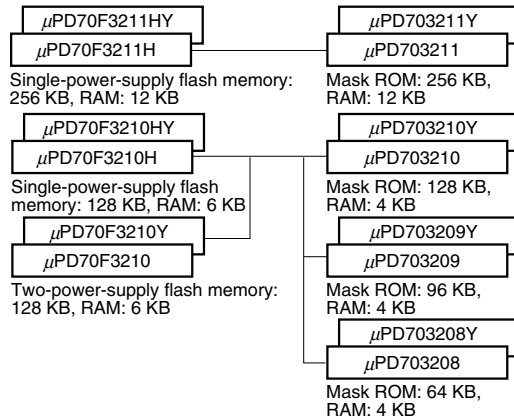 μPD70F3211HY
μPD70F3211H
Single-power-supply flash memory:
256 KB, RAM: 12 KB
μPD703211Y
μPD703211
Mask ROM: 256 KB,
RAM: 12 KB
μPD70F3210HY
μPD70F3210H
Single-power-supply flash
memory: 128 KB, RAM: 6 KB
μPD703210Y
μPD703210
Mask ROM: 128 KB,
RAM: 4 KB
μPD70F3210Y
μPD70F3210
Two-power-supply flash memory:
128 KB, RAM: 6 KB
μPD703209Y
μPD703209
Mask ROM: 96 KB,
RAM: 4 KB
μPD703208Y
μPD703208
Mask ROM: 64 KB,
RAM: 4 KB